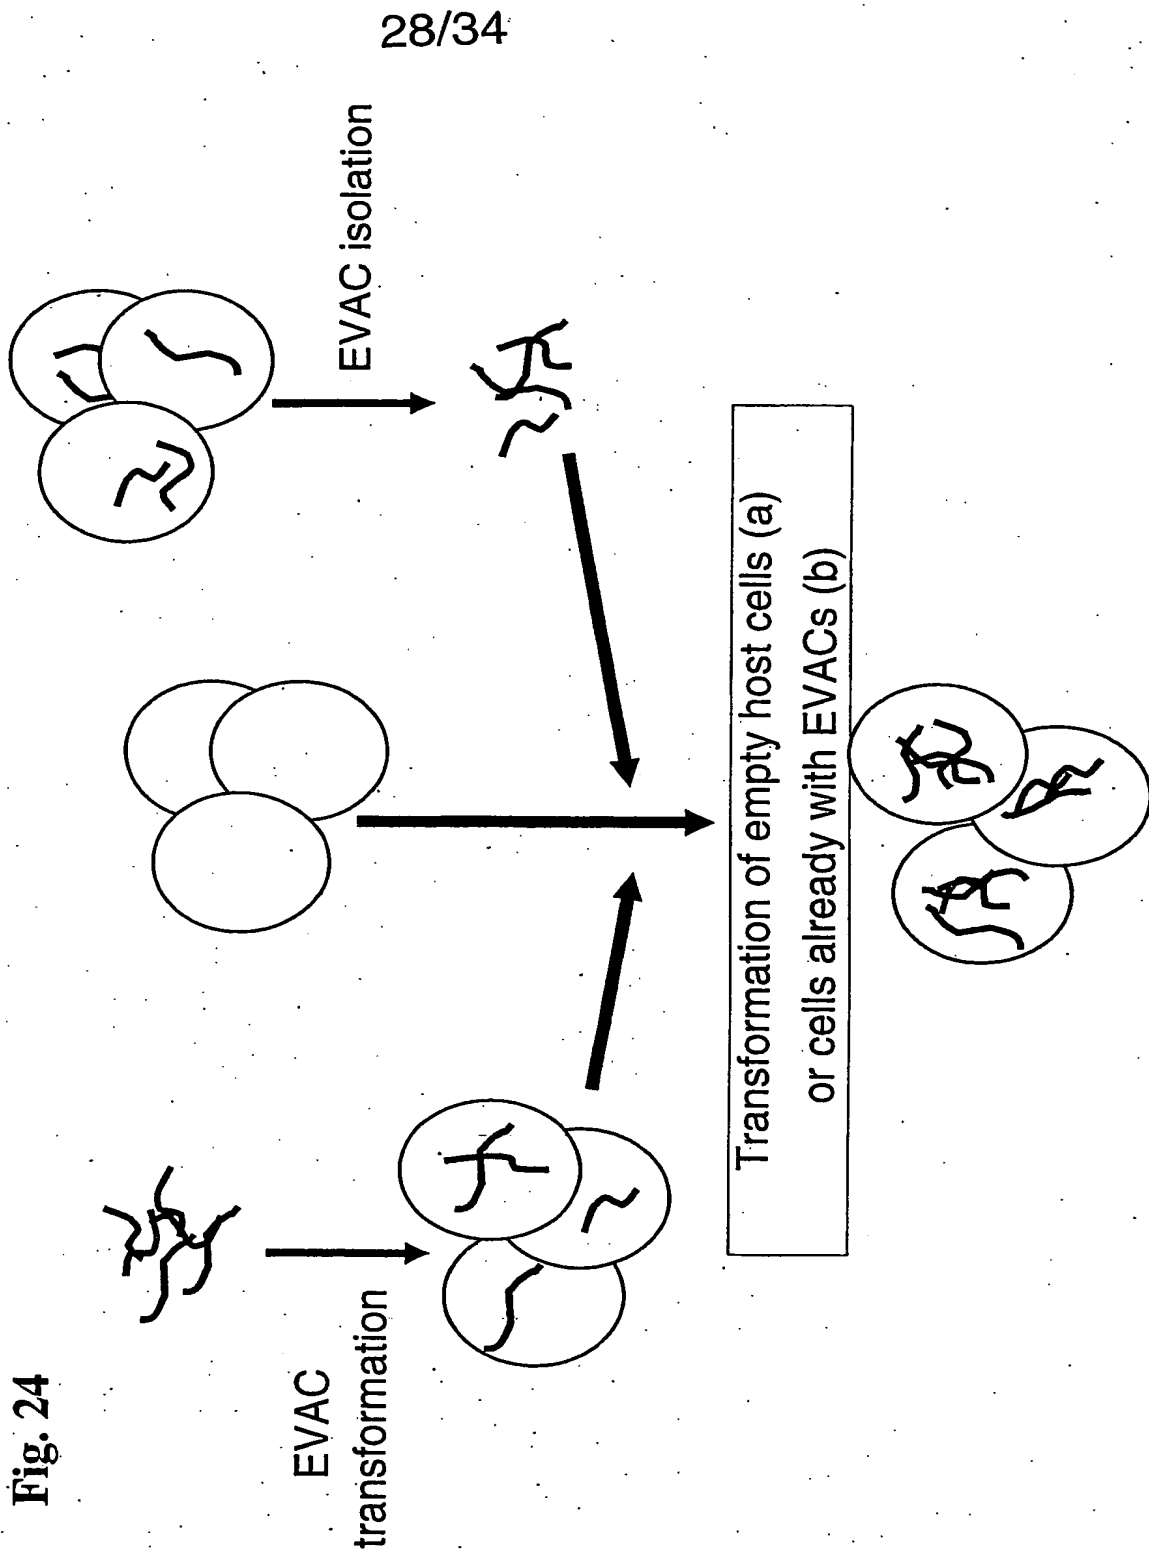 28/34
Fig. 24
EVAC
transformation
EVAC isolation
Transformation of empty host cells (a)
or cells already with EVACs (b)